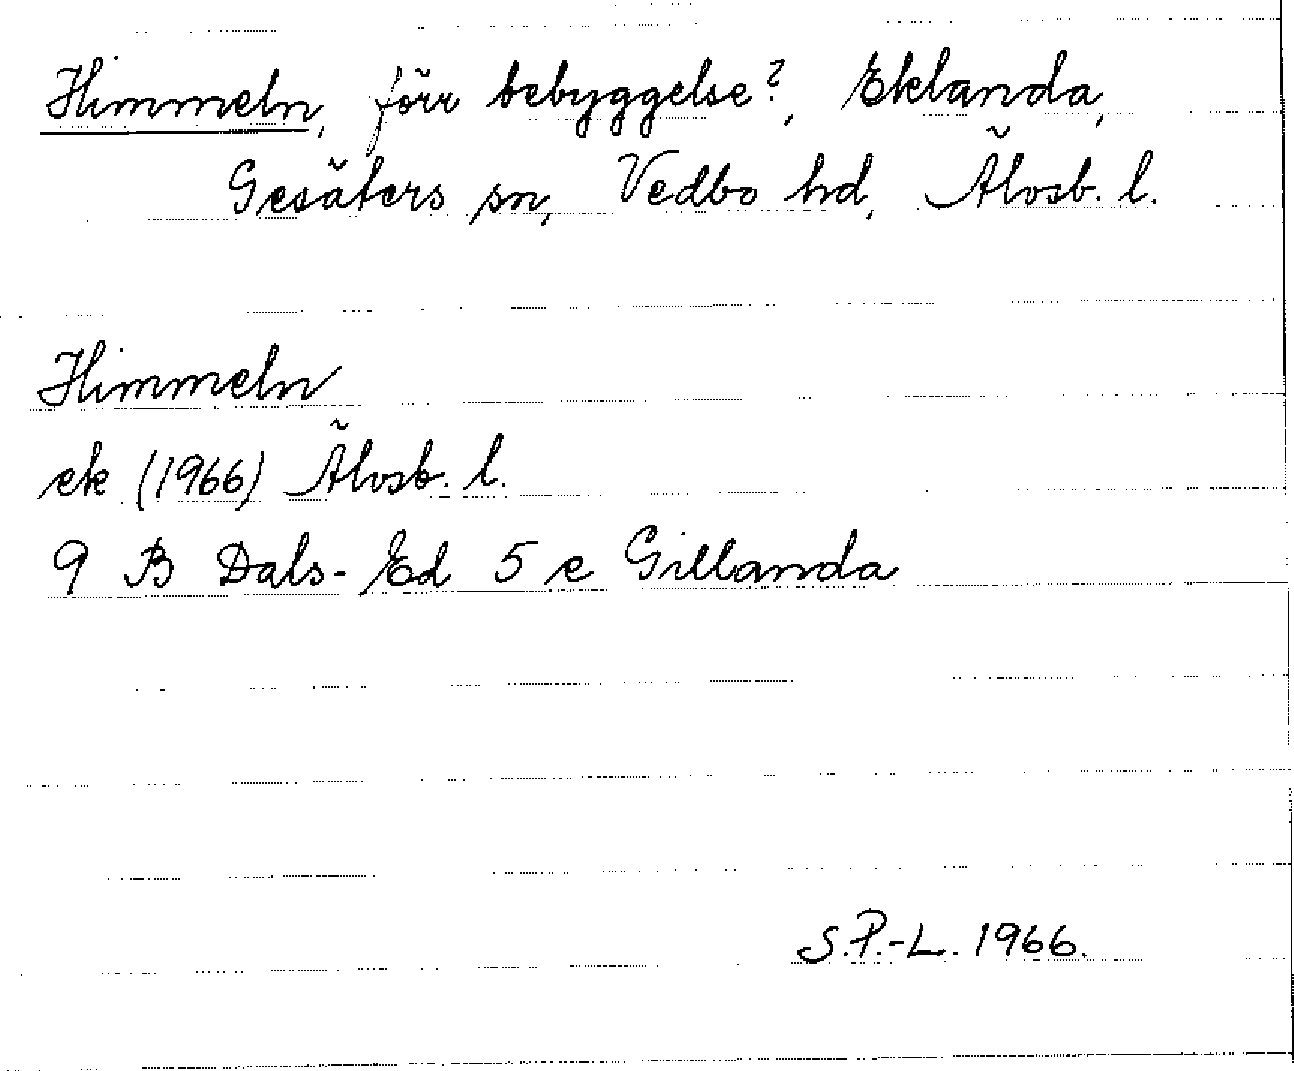 Himmeln, förr bebyggelse?, Eklanda,
Gesäters sn, Vedbo hd, Älvsb. l.
Himmeln
ek (1966) Älvsb. l.
9 B Dals-Ed 5 e Gillanda
S.P.-L. 1966.